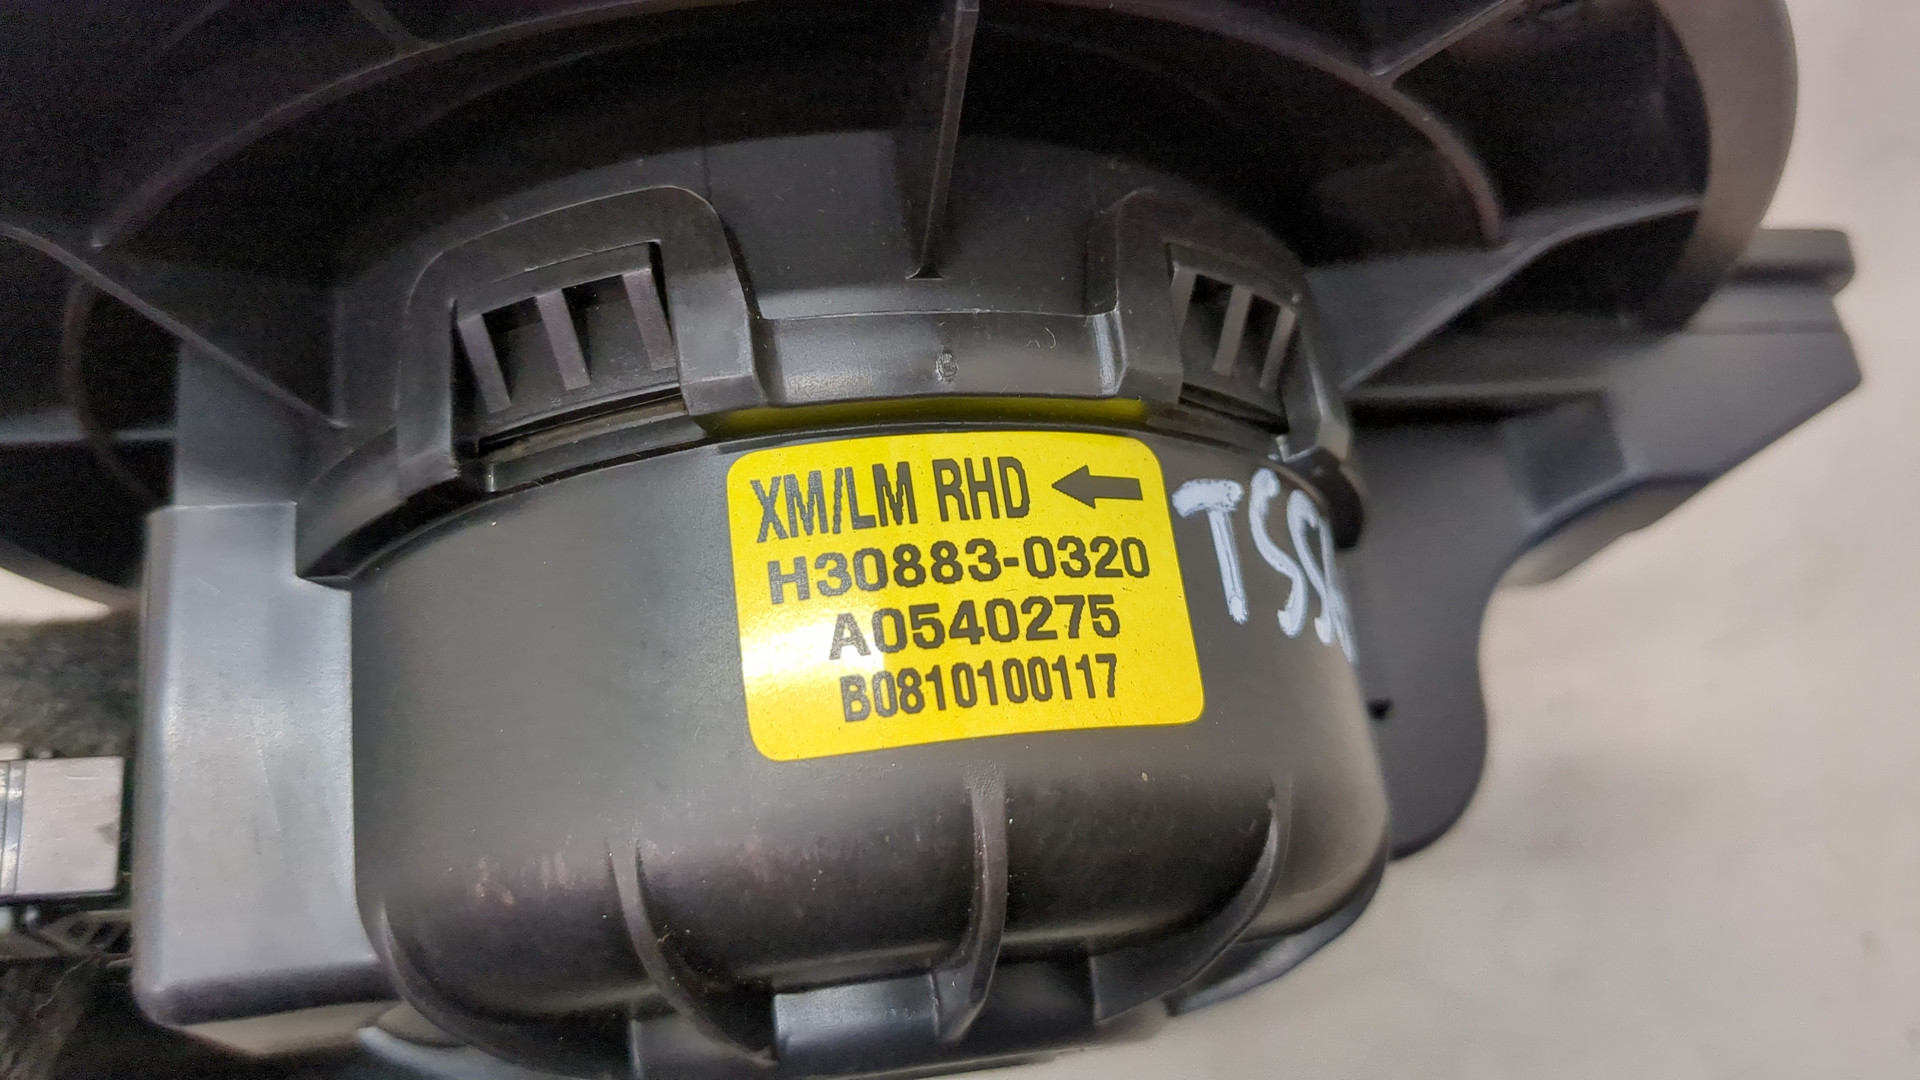 XM/LM RHD ←
H30883-0320
A0540275
B0810100117